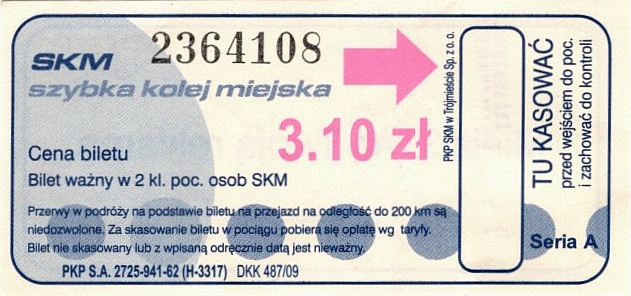 SKM 2364108
szybka kolej miejska
Cena biletu 3.10 zł
Bilet ważny w 2 kl. poc. osob SKM
Przerwy w podróży na podstawie biletu na przejazd na odległość do 200 km są
niedozwolone. Za skasowanie biletu w pociągu pobiera się opłatę wg taryfy.
Bilet nie skasowany lub z wpisaną odręcznie datą jest nieważny.
PKP S.A. 2725-941-62 (H-3317) DKK 487/09
PKP SKM w Trójmieście Sp. z o.o.
TU KASOWAĆ
przed wejściem do poc.
i zachować do kontroli
Seria A